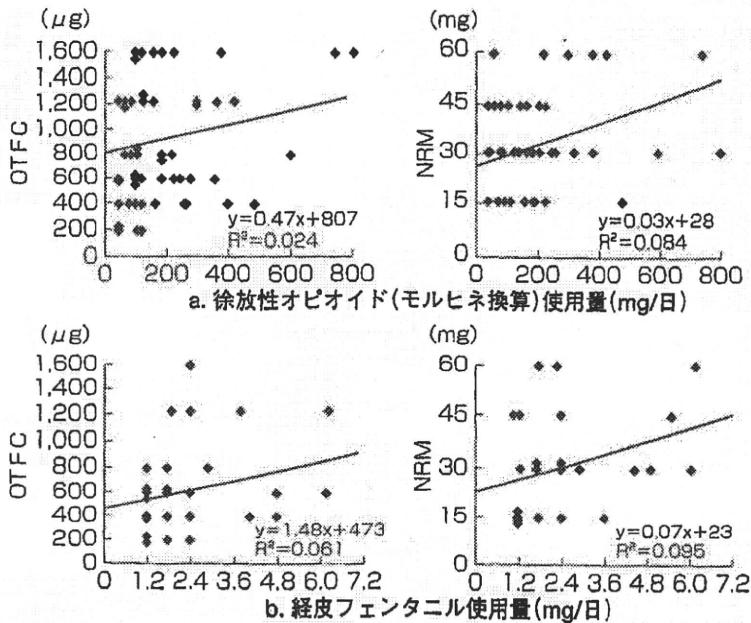 (μg)
1,600
1,400
1,200
1,000
800
600
400
200
0
OTFC
y=0.47x+807
R²=0.024
0 200 400 600 800
(mg)
60
45
30
15
0
NRM
y=0.03x+28
R²=0.084
0 200 400 600 800
a. 徐放性オピオイド(モルヒネ換算)使用量(mg/日)
(μg)
1,600
1,400
1,200
1,000
800
600
400
200
0
OTFC
y=1.48x+473
R²=0.061
0 1.2 2.4 3.6 4.8 6.0 7.2
(mg)
60
45
30
15
0
NRM
y=0.07x+23
R²=0.095
0 1.2 2.4 3.6 4.8 6.0 7.2
b. 経皮フェンタニル使用量(mg/日)